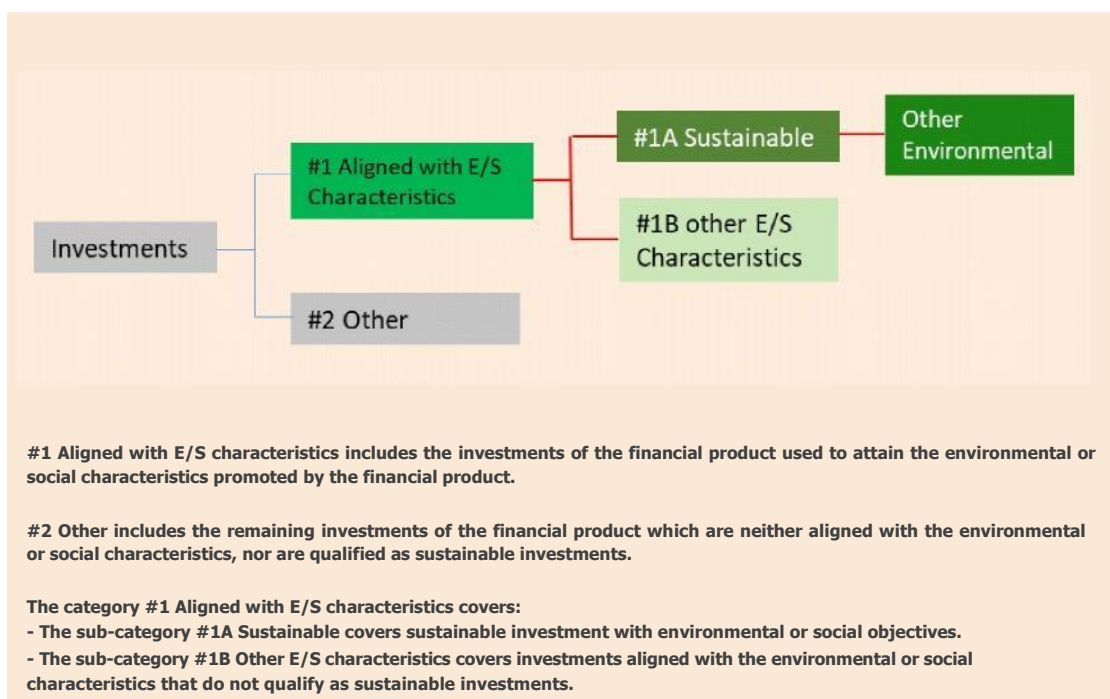 Investments
#1 Aligned with E/S
Characteristics
#2 Other
#1A Sustainable
#1B other E/S
Characteristics
Other
Environmental
#1 Aligned with E/S characteristics includes the investments of the financial product used to attain the environmental or
social characteristics promoted by the financial product.
#2 Other includes the remaining investments of the financial product which are neither aligned with the environmental
or social characteristics, nor are qualified as sustainable investments.
The category #1 Aligned with E/S characteristics covers:
- The sub-category #1A Sustainable covers sustainable investment with environmental or social objectives.
- The sub-category #1B Other E/S characteristics covers investments aligned with the environmental or social
characteristics that do not qualify as sustainable investments.